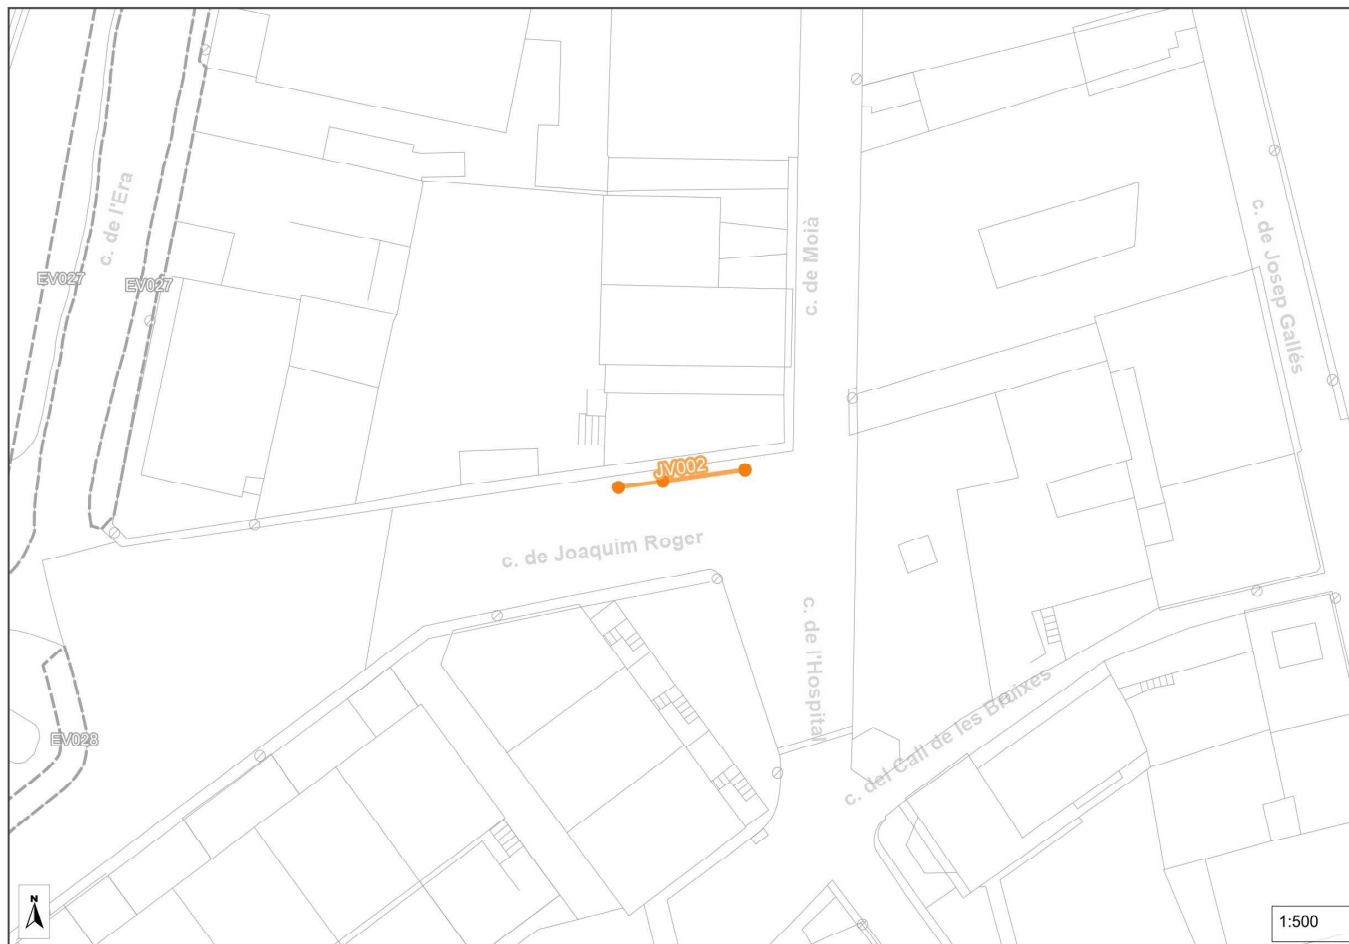 c. de l'Era
EV027
EV027
c. de Moià
c. de Josep Gallés
JV002
c. de Joaquim Roger
c. de l'Hospital
c. del Call de les Bruixes
EV028
N
1:500